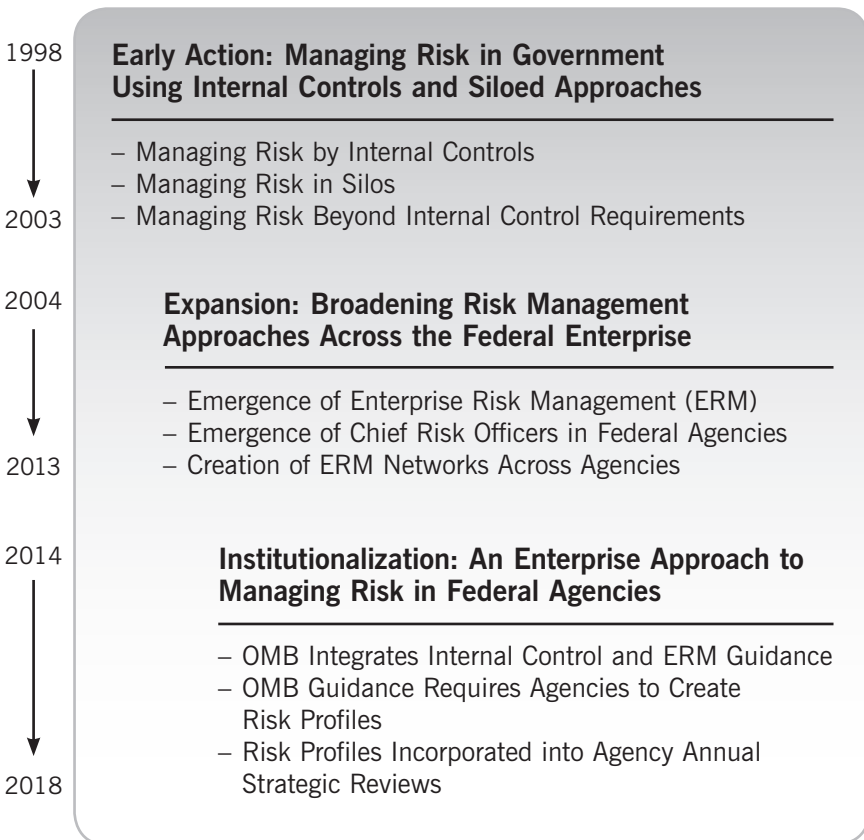 1998
Early Action: Managing Risk in Government
Using Internal Controls and Siloed Approaches
– Managing Risk by Internal Controls
– Managing Risk in Silos
– Managing Risk Beyond Internal Control Requirements
2003
2004
Expansion: Broadening Risk Management
Approaches Across the Federal Enterprise
– Emergence of Enterprise Risk Management (ERM)
– Emergence of Chief Risk Officers in Federal Agencies
– Creation of ERM Networks Across Agencies
2013
2014
Institutionalization: An Enterprise Approach to
Managing Risk in Federal Agencies
– OMB Integrates Internal Control and ERM Guidance
– OMB Guidance Requires Agencies to Create
Risk Profiles
– Risk Profiles Incorporated into Agency Annual
Strategic Reviews
2018